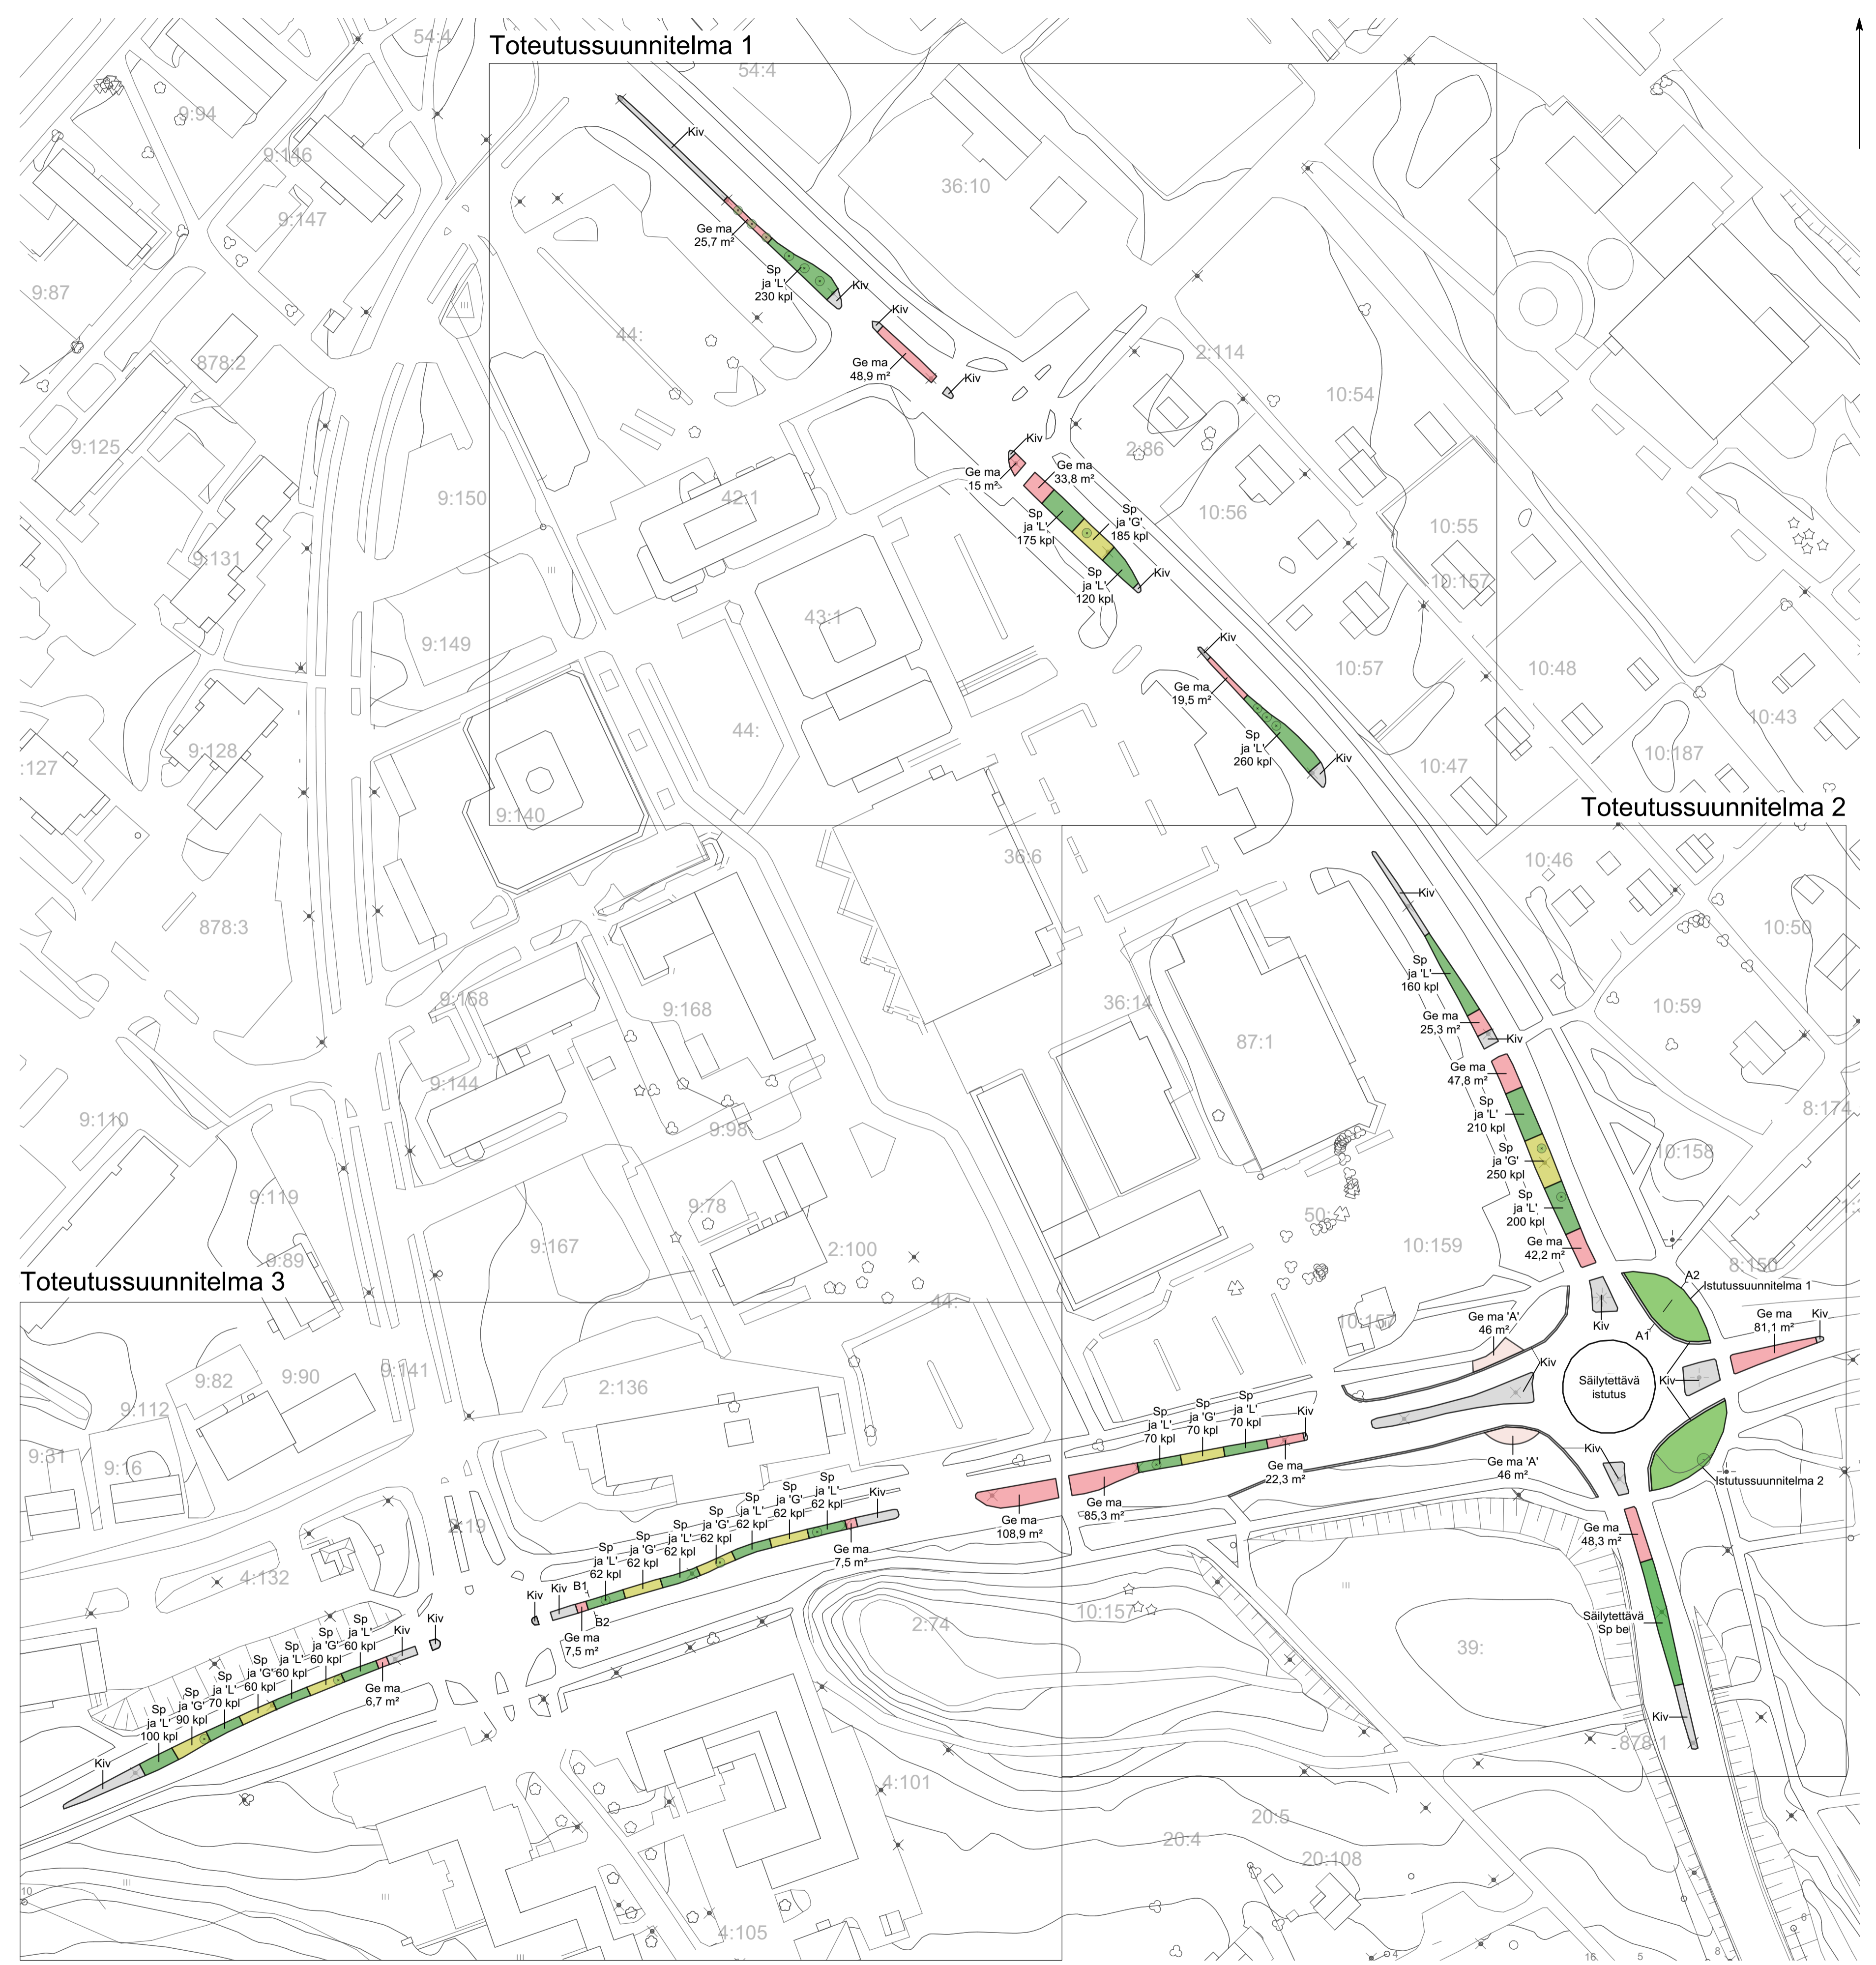 Toteutussuunnitelma 1
54:4
54:4
9:94
9:146
9:147
36:10
Kiv
Ge ma
25,7 m²
Sp
ja 'L'
230 kpl
Kiv
9:87
878:2
44:
Kiv
Ge ma
48,9 m²
Kiv
2:114
10:54
9:125
9:150
42:1
Kiv
Ge ma
15 m²
Ge ma
33,8 m²
2:86
Sp
ja 'L'
175 kpl
Sp
ja 'G'
185 kpl
10:56
10:55
9:131
Sp
ja 'L'
120 kpl
Kiv
10:157
43:1
9:149
Kiv
10:57
10:48
Ge ma
19,5 m²
10:43
44:
Sp
ja 'L'
260 kpl
Kiv
9:128
:127
10:187
10:47
9:140
Toteutussuunnitelma 2
36:6
10:46
Kiv
878:3
10:50
Sp
ja 'L'
160 kpl
9:168
9:168
36:14
10:59
Ge ma
25,3 m²
Kiv
87:1
Ge ma
47,8 m²
9:144
9:110
9:98
Sp
ja 'L'
210 kpl
8:174
Sp
ja 'G'
250 kpl
10:158
9:119
9:78
Sp
ja 'L'
200 kpl
50:
9:167
2:100
10:159
Ge ma
42,2 m²
9:89
8:150
Toteutussuunnitelma 3
A2
Istutussuunnitelma 1
44:
10:157
Ge ma 'A'
46 m²
Kiv
A1
Ge ma
81,1 m²
Kiv
Kiv
9:82
9:90
9:141
2:136
Säilytettävä
istutus
Kiv
9:112
Sp
ja 'L'
70 kpl
Sp
ja 'G'
70 kpl
Sp
ja 'L'
70 kpl
Kiv
9:31
9:16
Kiv
Ge ma
22,3 m²
Ge ma 'A'
46 m²
Istutussuunnitelma 2
Sp
ja 'L'
62 kpl
Sp
ja 'G'
62 kpl
Sp
ja 'L'
62 kpl
Sp
ja 'G'
62 kpl
Sp
ja 'L'
62 kpl
Sp
ja 'G'
62 kpl
Sp
ja 'L'
62 kpl
Kiv
Ge ma
108,9 m²
Ge ma
85,3 m²
Ge ma
48,3 m²
Ge ma
7,5 m²
4:132
Kiv
Kiv
B1
B2
Ge ma
7,5 m²
2:74
10:157
39:
Säilytettävä
Sp be
Sp
ja 'L'
100 kpl
Sp
ja 'G'
90 kpl
Sp
ja 'L'
70 kpl
Sp
ja 'G'
60 kpl
Sp
ja 'L'
60 kpl
Sp
ja 'G'
60 kpl
Sp
ja 'L'
60 kpl
Kiv
Kiv
Ge ma
6,7 m²
Kiv
Kiv
878:1
4:101
20:5
20:4
20:108
4:105
10
16
5
8
6
4